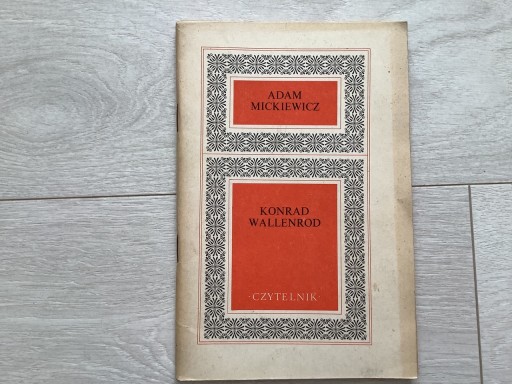 ADAM
MICKIEWICZ
KONRAD
WALLENROD
·CZYTELNIK·